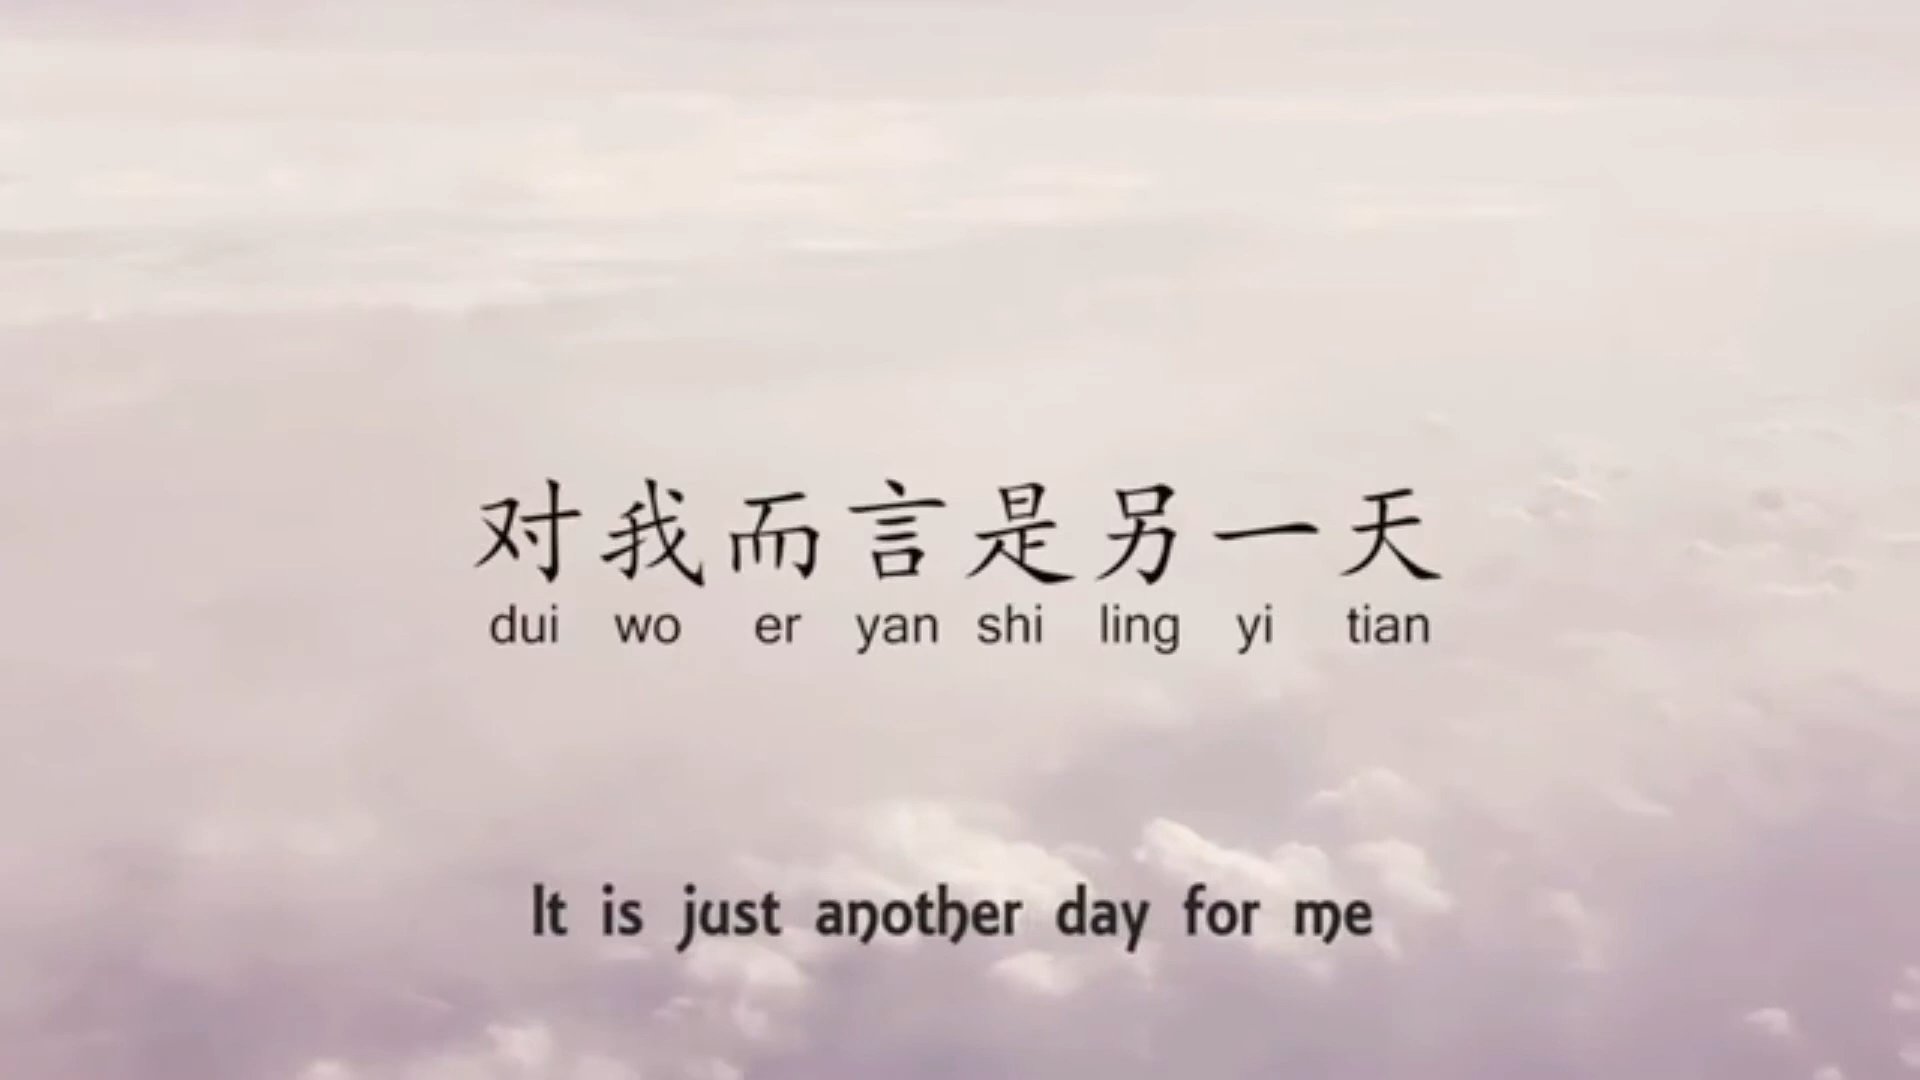 对我而言是另一天
dui wo er yan shi ling yi tian
It is just another day for me